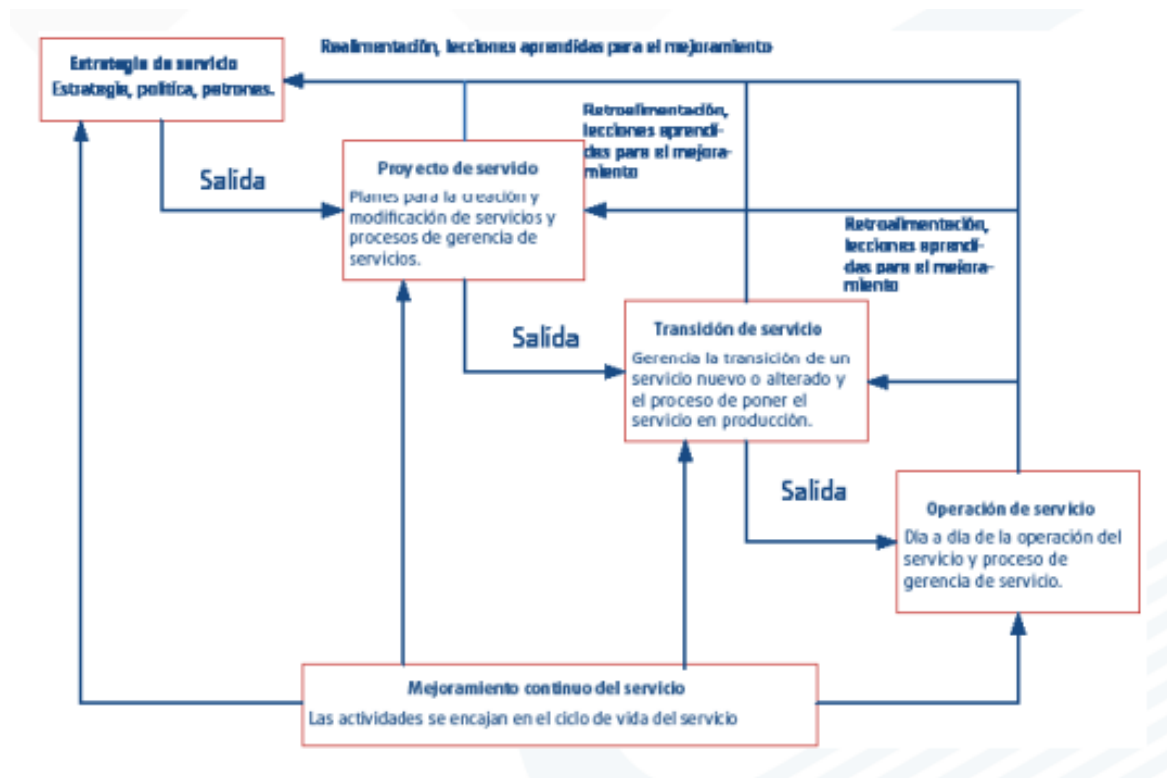 Realimentación, lecciones aprendidas para el mejoramiento
Estrategia de servicio
Estrategia, política, patrones.
Retroalimentación,
lecciones aprendi-
das para el mejora-
miento
Proyecto de servicio
Planes para la creación y
modificación de servicios y
procesos de gerencia de
servicios.
Salida
Retroalimentación,
lecciones aprendi-
das para el mejora-
miento
Salida
Transición de servicio
Gerencia la transición de un
servicio nuevo o alterado y
el proceso de poner el
servicio en producción.
Salida
Operación de servicio
Día a día de la operación del
servicio y proceso de
gerencia de servicio.
Mejoramiento continuo del servicio
Las actividades se encajan en el ciclo de vida del servicio